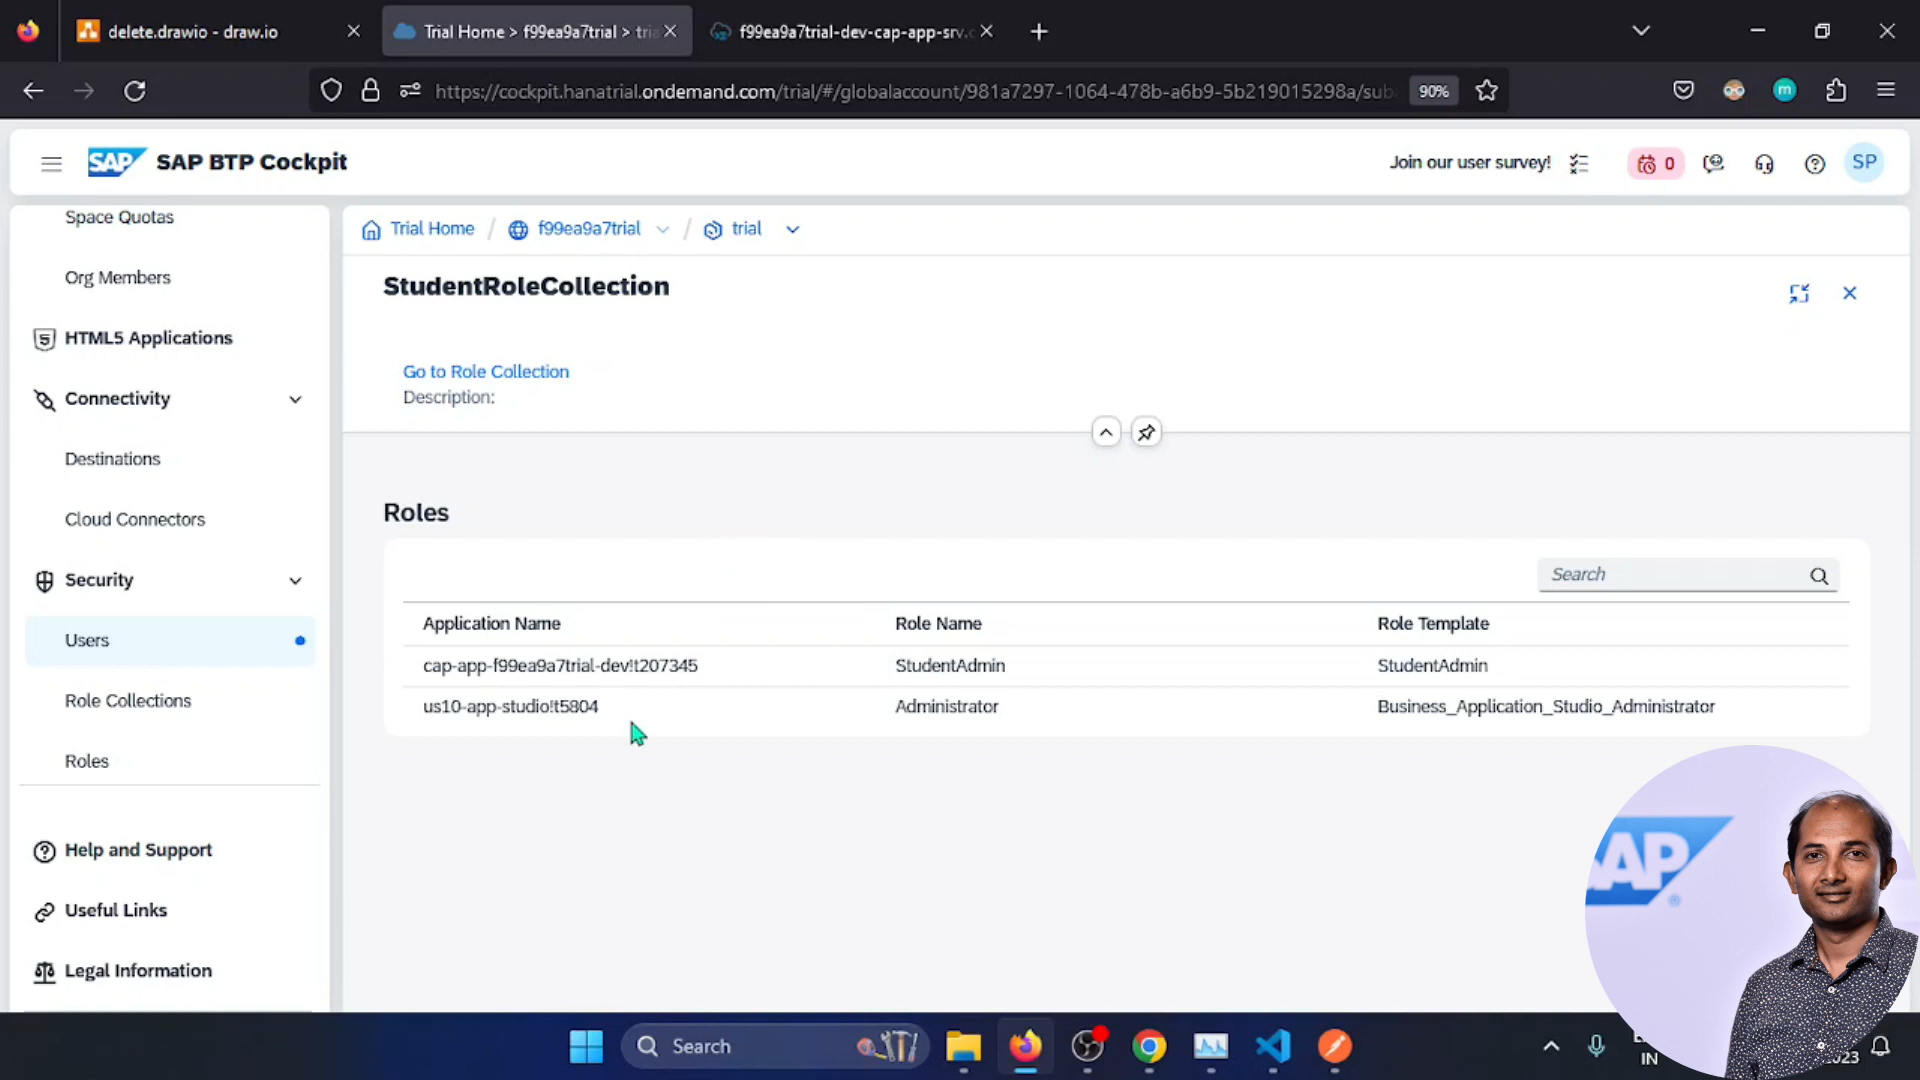 delete.drawio - draw.io
Trial Home > f99ea9a7trial > tria
f99ea9a7trial-dev-cap-app-srv.c
https://cockpit.hanatrial.ondemand.com/trial/#/globalaccount/981a7297-1064-478b-a6b9-5b219015298a/sub
90%
m
SAP SAP BTP Cockpit
Join our user survey!
0
SP
Space Quotas
Org Members
HTML5 Applications
Connectivity
Destinations
Cloud Connectors
Security
Users
Role Collections
Roles
Help and Support
Useful Links
Legal Information
Trial Home / f99ea9a7trial / trial
StudentRoleCollection
Go to Role Collection
Description:
Roles
Search
Application Name Role Name Role Template
cap-app-f99ea9a7trial-dev!t207345 StudentAdmin StudentAdmin
us10-app-studio!t5804 Administrator Business_Application_Studio_Administrator
SAP
Search
IN